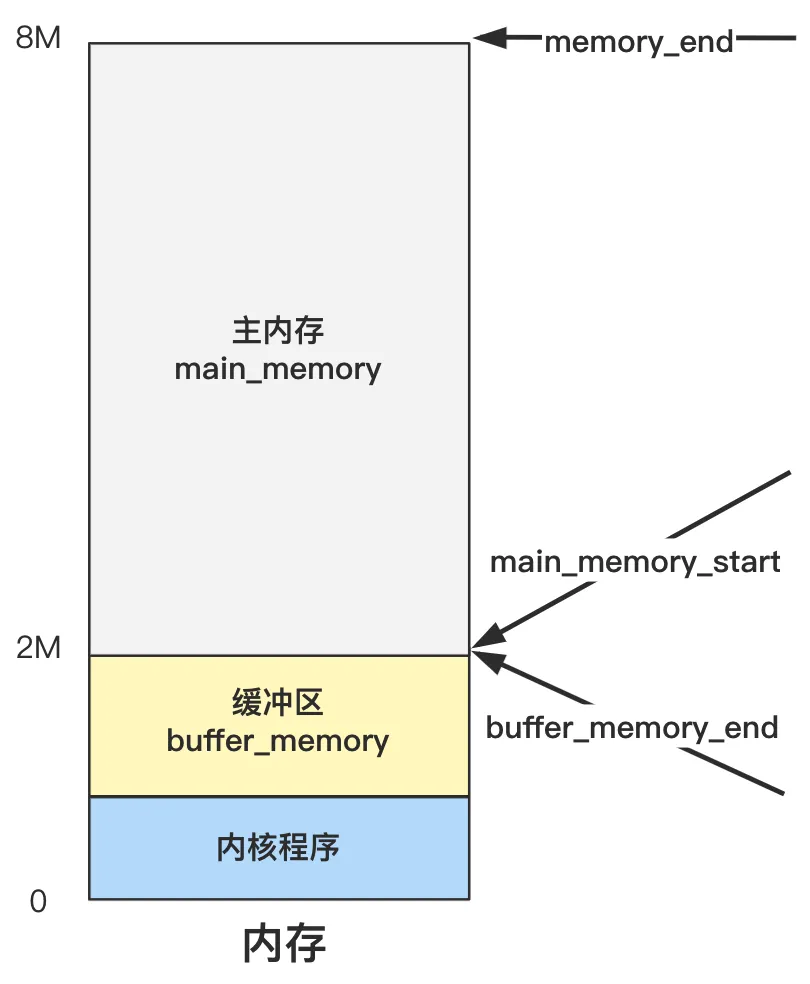 8M
memory_end
主内存
main_memory
main_memory_start
2M
缓冲区
buffer_memory
buffer_memory_end
内核程序
0
内存